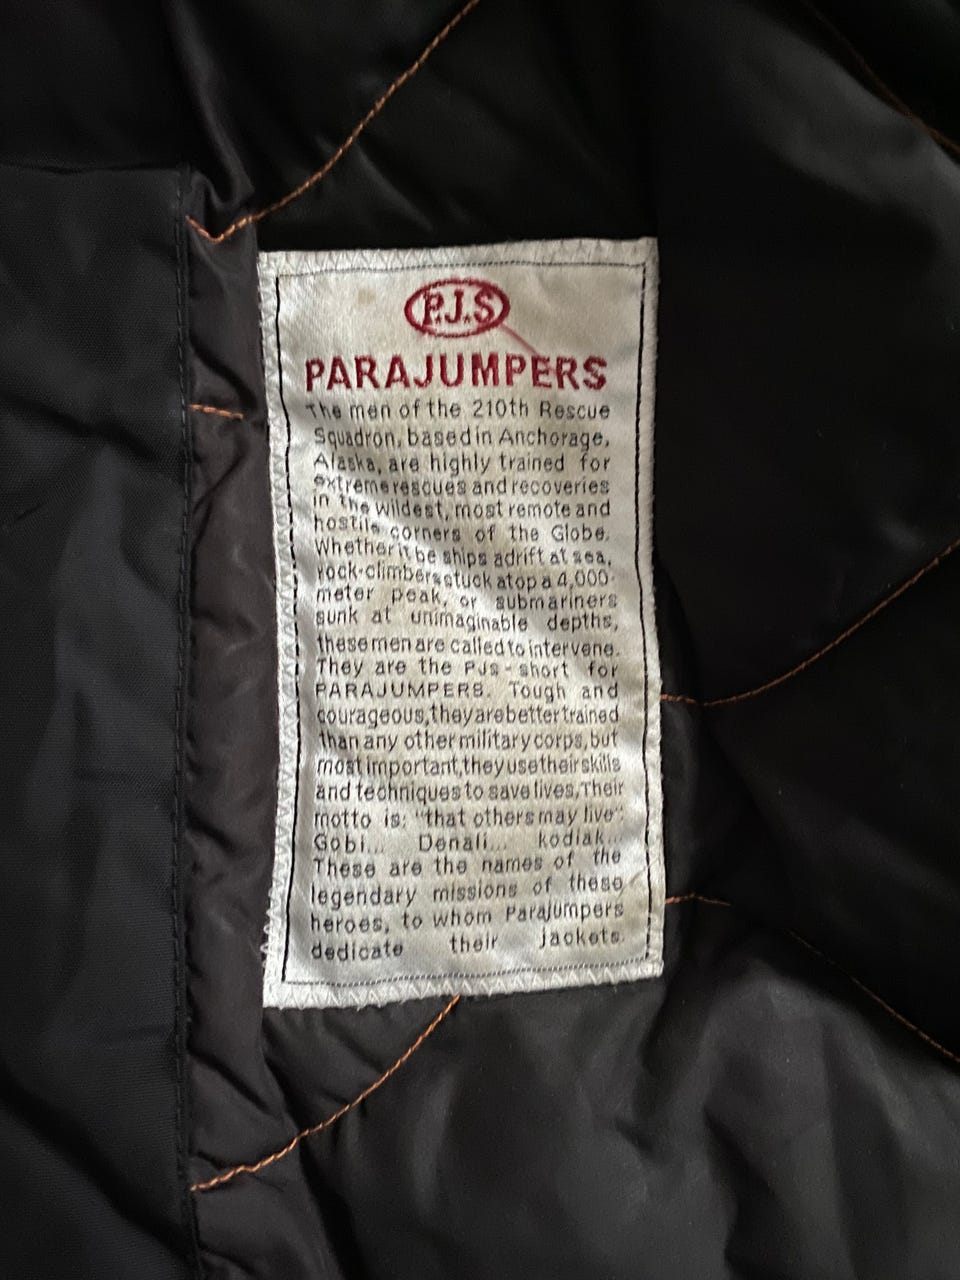 P.J.S
PARAJUMPERS
The men of the 210th Rescue
Squadron, based in Anchorage,
Alaska, are highly trained for
extreme rescues and recoveries
in the wildest, most remote and
hostile corners of the Globe.
Whether it be ships adrift at sea,
rock-climbers stuck atop a 4,000-
meter peak, or submariners
sunk at unimaginable depths,
these men are called to intervene.
They are the PJs - short for
PARAJUMPERS. Tough and
courageous, they are better trained
than any other military corps, but
most important, they use their skills
and techniques to save lives, Their
motto is: "that others may live".
Gobi... Denali... kodiak...
These are the names of the
legendary missions of these
heroes, to whom Parajumpers
dedicate their jackets.